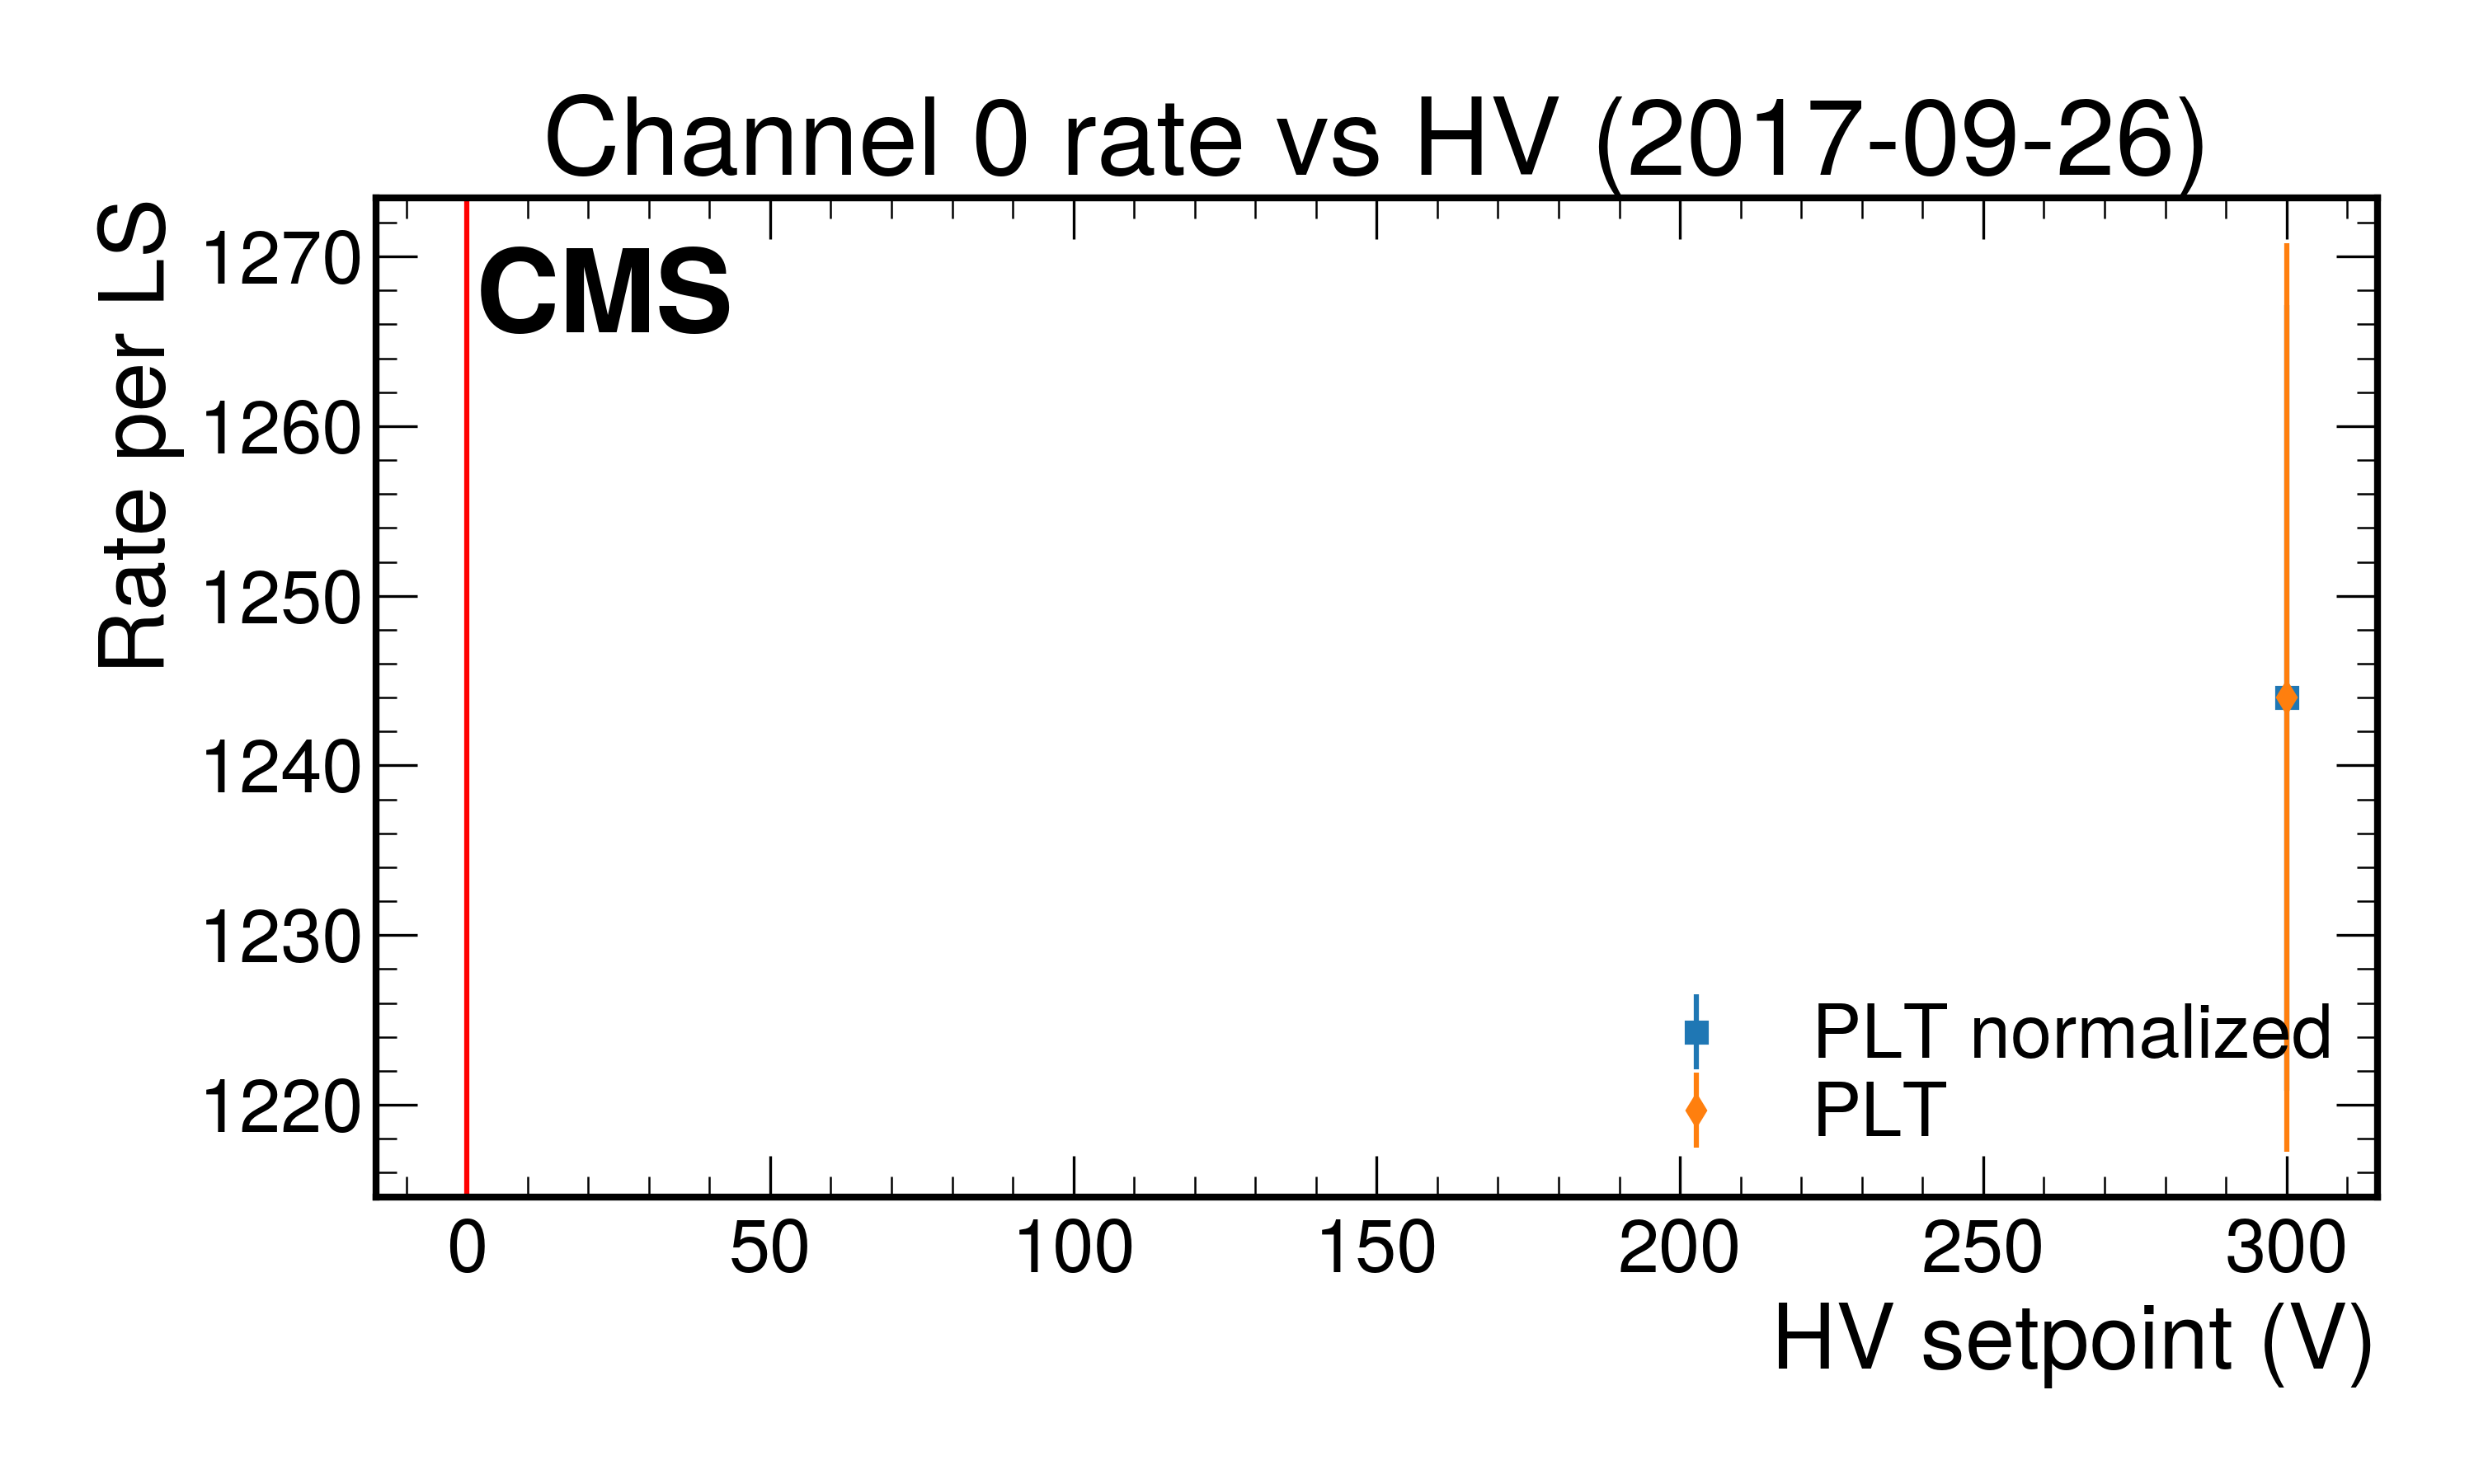 Channel 0 rate vs HV (2017-09-26)
CMS
Rate per LS
1270
1260
1250
1240
1230
1220
PLT normalized
PLT
0 50 100 150 200 250 300
HV setpoint (V)